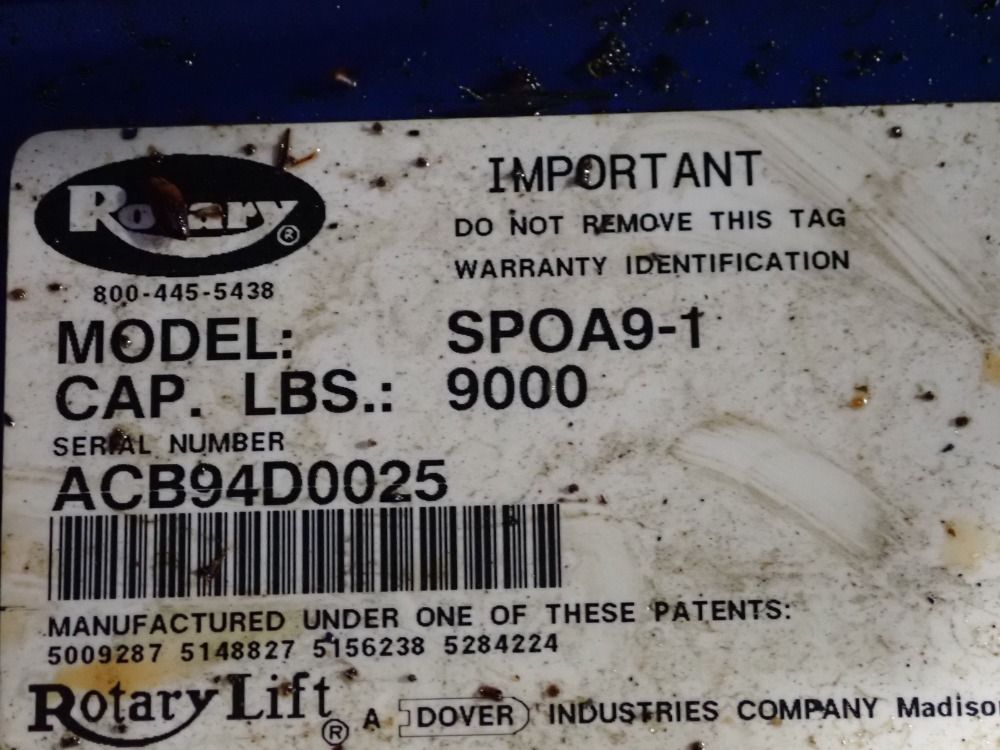 Rotary®
800-445-5438
IMPORTANT
DO NOT REMOVE THIS TAG
WARRANTY IDENTIFICATION
MODEL: SPOA9-1
CAP. LBS.: 9000
SERIAL NUMBER
ACB94D0025
MANUFACTURED UNDER ONE OF THESE PATENTS:
5009287 5148827 5156238 5284224
Rotary Lift® A DOVER INDUSTRIES COMPANY Madiso